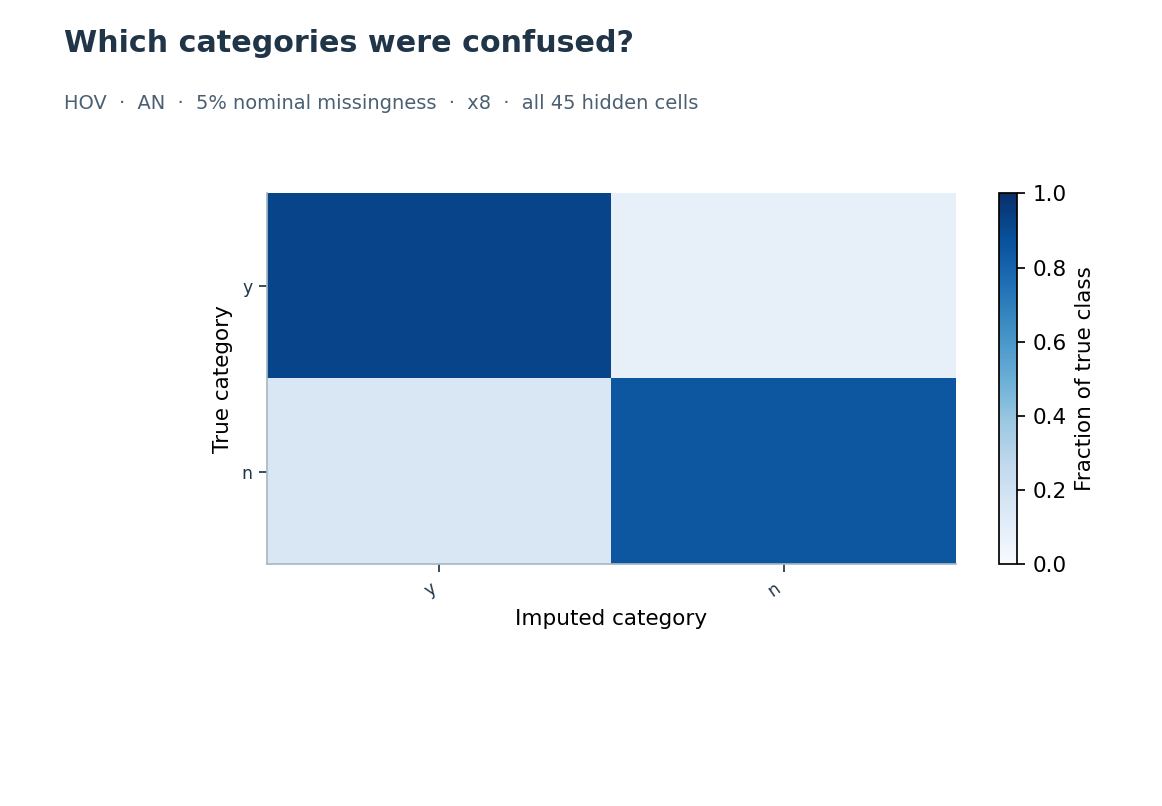 Which categories were confused?
HOV · AN · 5% nominal missingness · x8 · all 45 hidden cells
True category
y
n
y
n
Imputed category
1.0
0.8
0.6
0.4
0.2
0.0
Fraction of true class